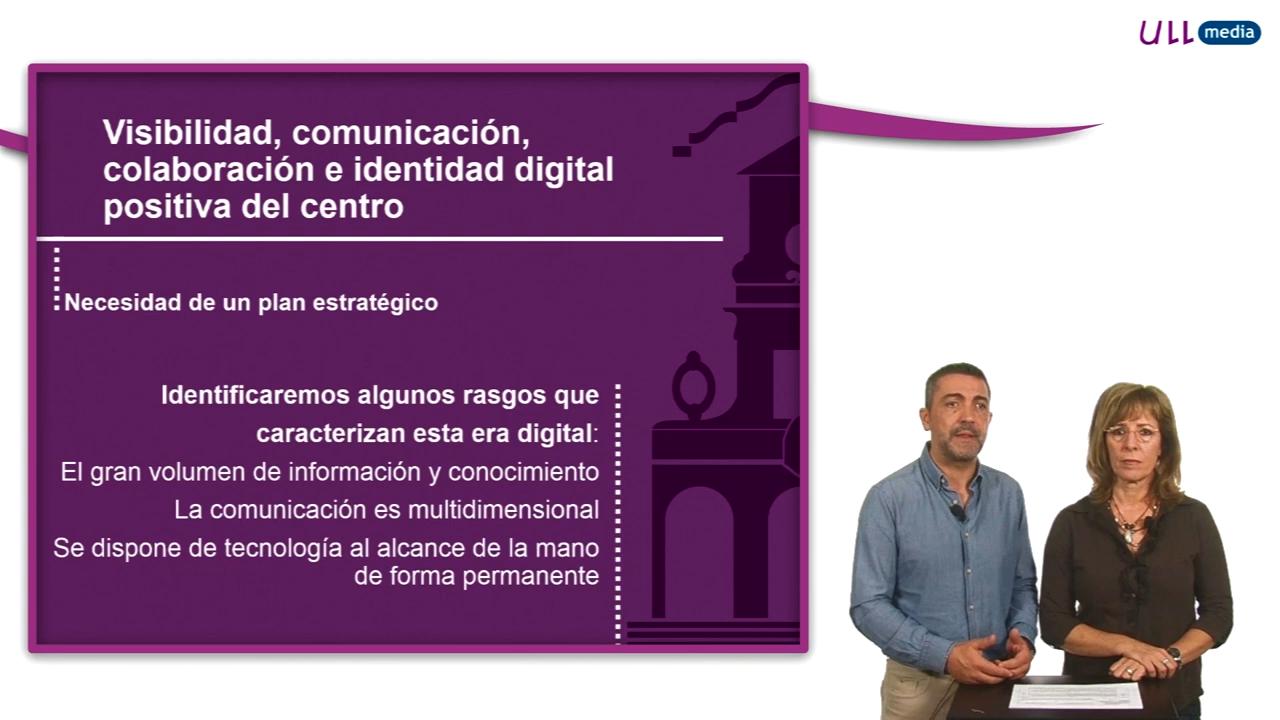 ULL media
Visibilidad, comunicación,
colaboración e identidad digital
positiva del centro
Necesidad de un plan estratégico
Identificaremos algunos rasgos que
caracterizan esta era digital:
El gran volumen de información y conocimiento
La comunicación es multidimensional
Se dispone de tecnología al alcance de la mano
de forma permanente